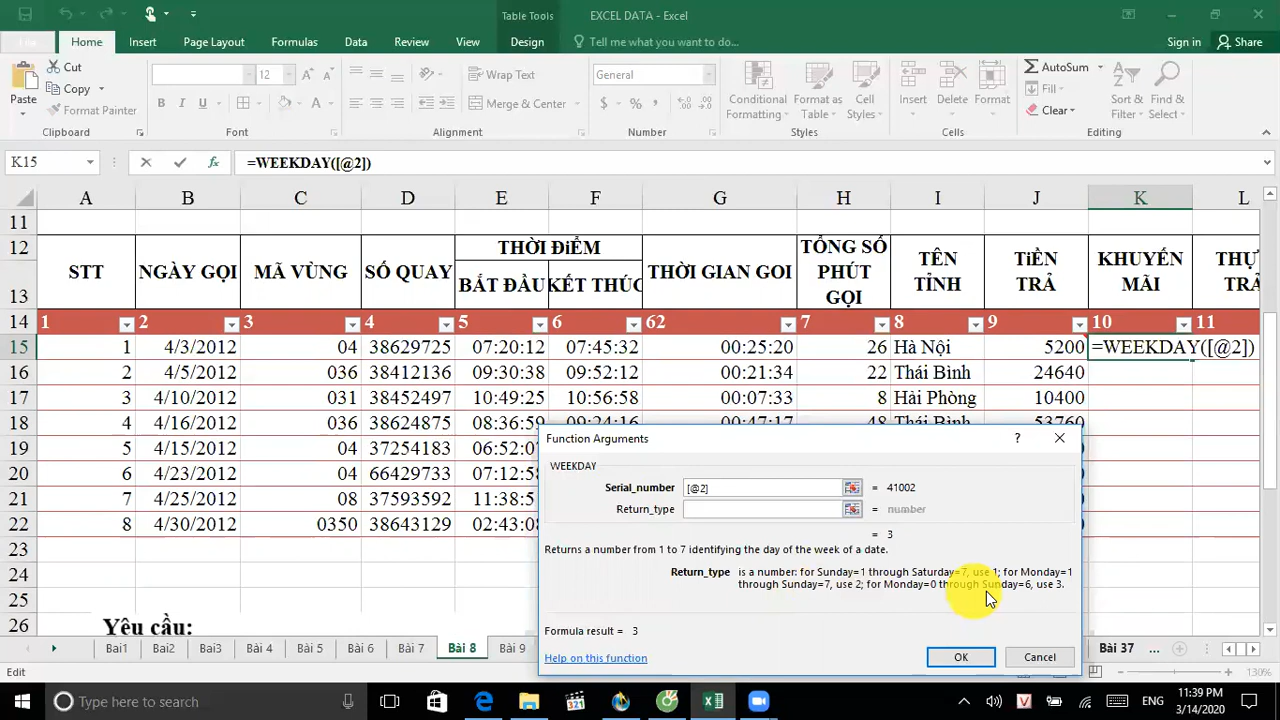 Table Tools
EXCEL DATA - Excel
Home Insert Page Layout Formulas Data Review View Design Tell me what you want to do... Sign in Share
Paste Cut Copy Format Painter
12
Wrap Text
Merge & Center
General
$ % ,
Conditional Formatting Format as Table Cell Styles
Insert Delete Format
AutoSum
Fill
Clear
Sort & Filter Find & Select
Clipboard Font Alignment Number Styles Cells Editing
K15 =WEEKDAY([@2])
A B C D E F G H I J K L
11
12
13
STT NGÀY GỌI MÃ VÙNG SỐ QUAY THỜI ĐiỂM THỜI GIAN GOI TỔNG SỐ PHÚT GỌI TÊN TỈNH TiỀN TRẢ KHUYẾN MÃI
BẮT ĐẦU KẾT THÚC
14 1 2 3 4 5 6 62 7 8 9 10 11
15 1 4/3/2012 04 38629725 07:20:12 07:45:32 00:25:20 26 Hà Nội 5200 =WEEKDAY([@2])
16 2 4/5/2012 036 38412136 09:30:38 09:52:12 00:21:34 22 Thái Bình 24640
17 3 4/10/2012 031 38452497 10:49:25 10:56:58 00:07:33 8 Hải Phòng 10400
18 4 4/16/2012 036 38624875 08:36:59 09:24:16 00:47:17 48 Thái Bình 53760
19 5 4/15/2012 04 37254183 06:52:07
20 6 4/23/2012 04 66429733 07:12:58
21 7 4/25/2012 08 37593592 11:38:5
22 8 4/30/2012 0350 38643129 02:43:08
23
24
25
26 Yêu cầu:
Function Arguments
WEEKDAY
Serial_number [@2] = 41002
Return_type = number
= 3
Returns a number from 1 to 7 identifying the day of the week of a date.
Return_type is a number: for Sunday=1 through Saturday=7, use 1; for Monday=1
through Sunday=7, use 2; for Monday=0 through Sunday=6, use 3.
Formula result = 3
Help on this function
OK Cancel
Bai1 Bai2 Bai3 Bài 4 Bài 5 Bài 6 Bài 7 Bài 8 Bài 9 Bài 37 ...
Edit
Type here to search
ENG
11:39 PM
3/14/2020